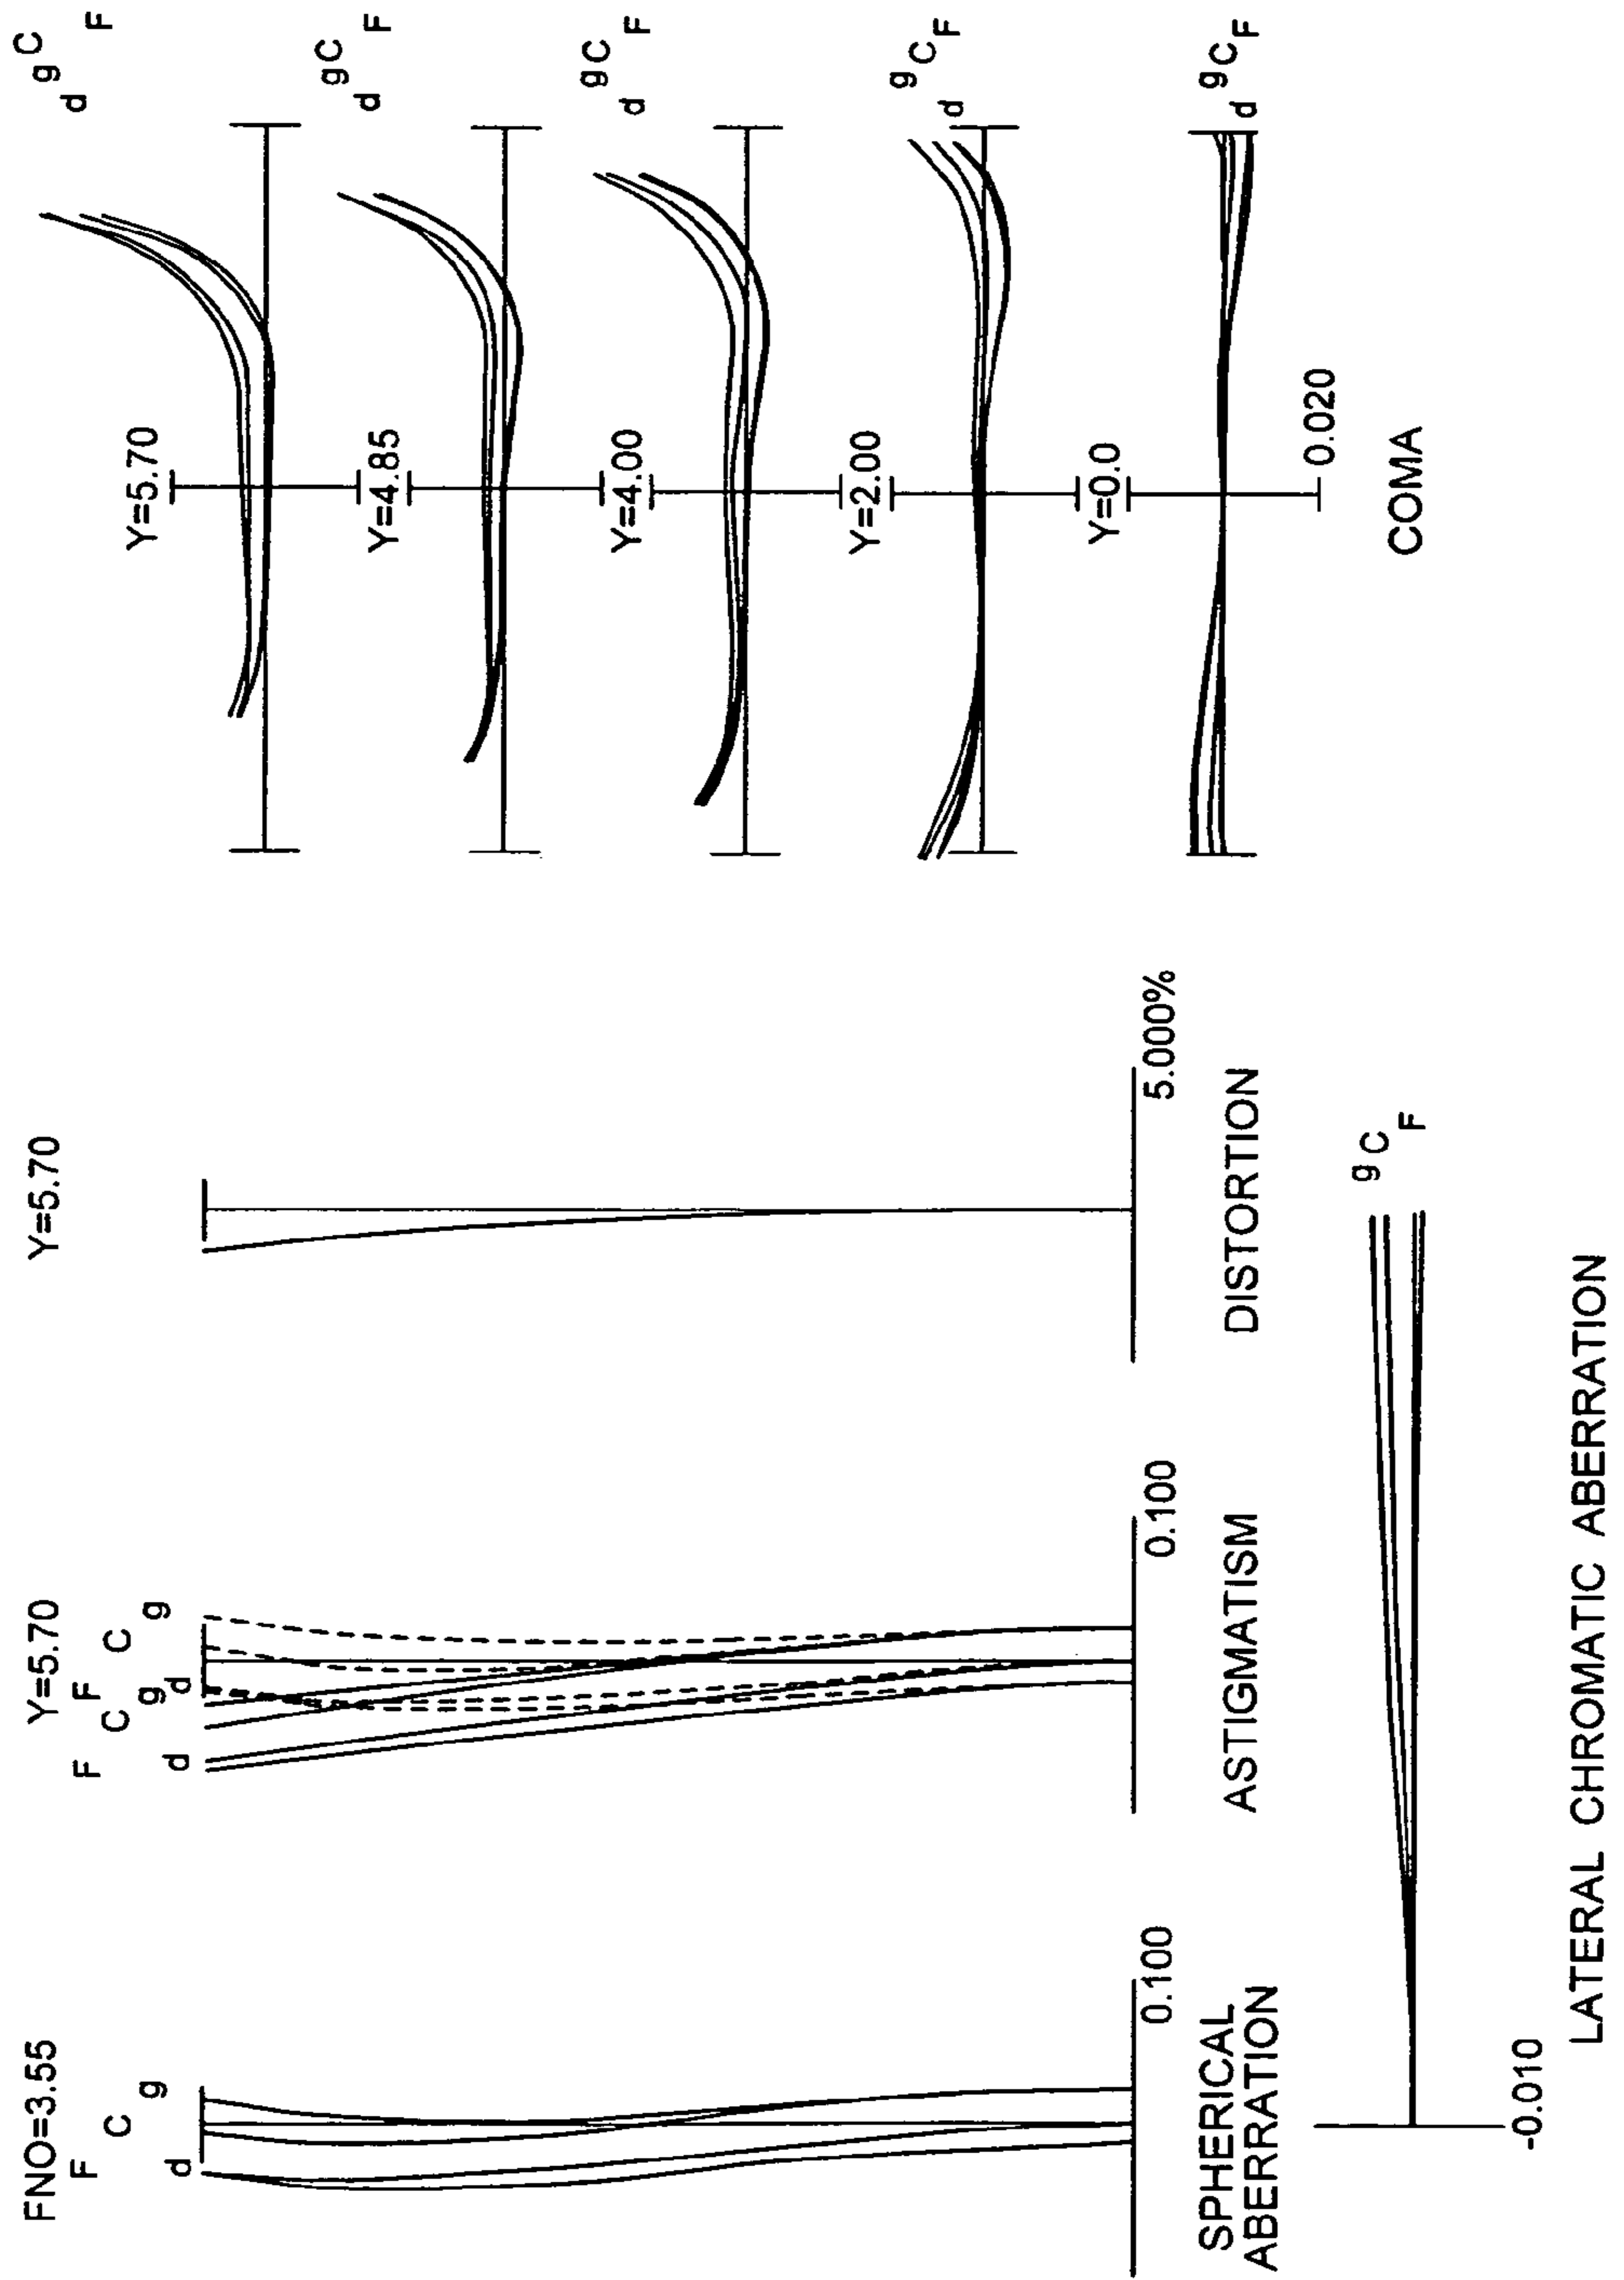 FNO=3.55
F
C
g
d
0.100
SPHERICAL
ABERRATION
Y=5.70
F
C
F
C
g
g
d
d
0.100
ASTIGMATISM
Y=5.70
5.000%
DISTORTION
Y=5.70
d
g
C
F
Y=4.85
d
g
C
F
Y=4.00
d
g
C
F
Y=2.00
d
g
C
F
Y=0.0
d
g
C
F
0.020
COMA
g
C
F
-0.010
LATERAL CHROMATIC ABERRATION